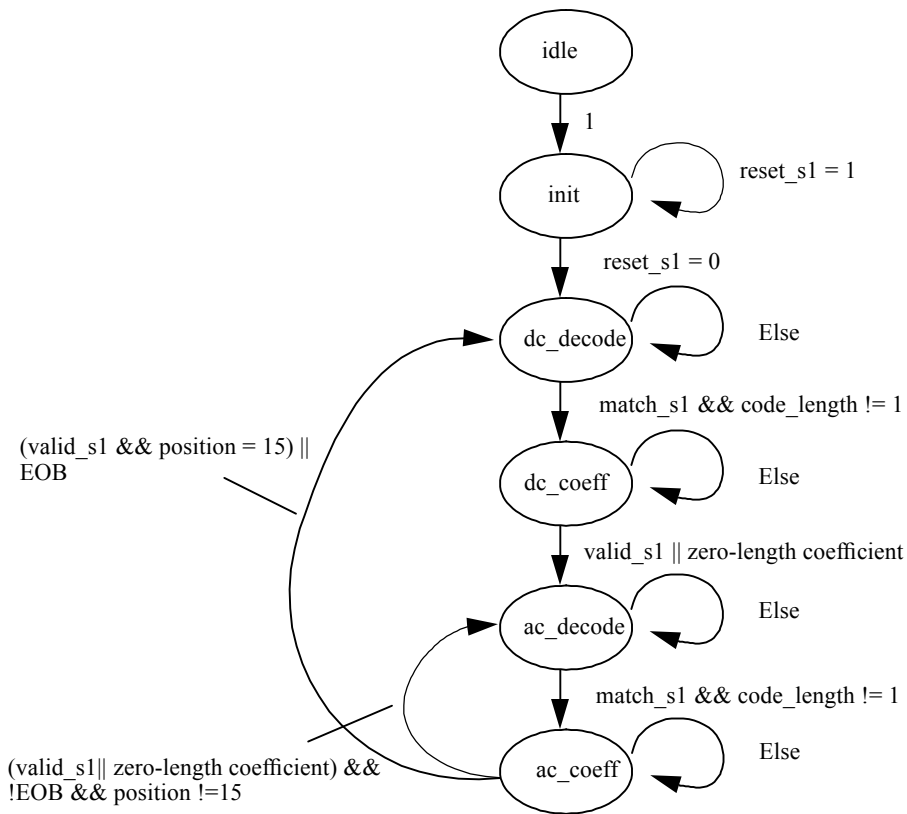 idle
1
init
reset_s1 = 1
reset_s1 = 0
dc_decode
Else
match_s1 && code_length != 1
(valid_s1 && position = 15) ||
EOB
dc_coeff
Else
valid_s1 || zero-length coefficient
ac_decode
Else
match_s1 && code_length != 1
(valid_s1|| zero-length coefficient) &&
!EOB && position !=15
ac_coeff
Else